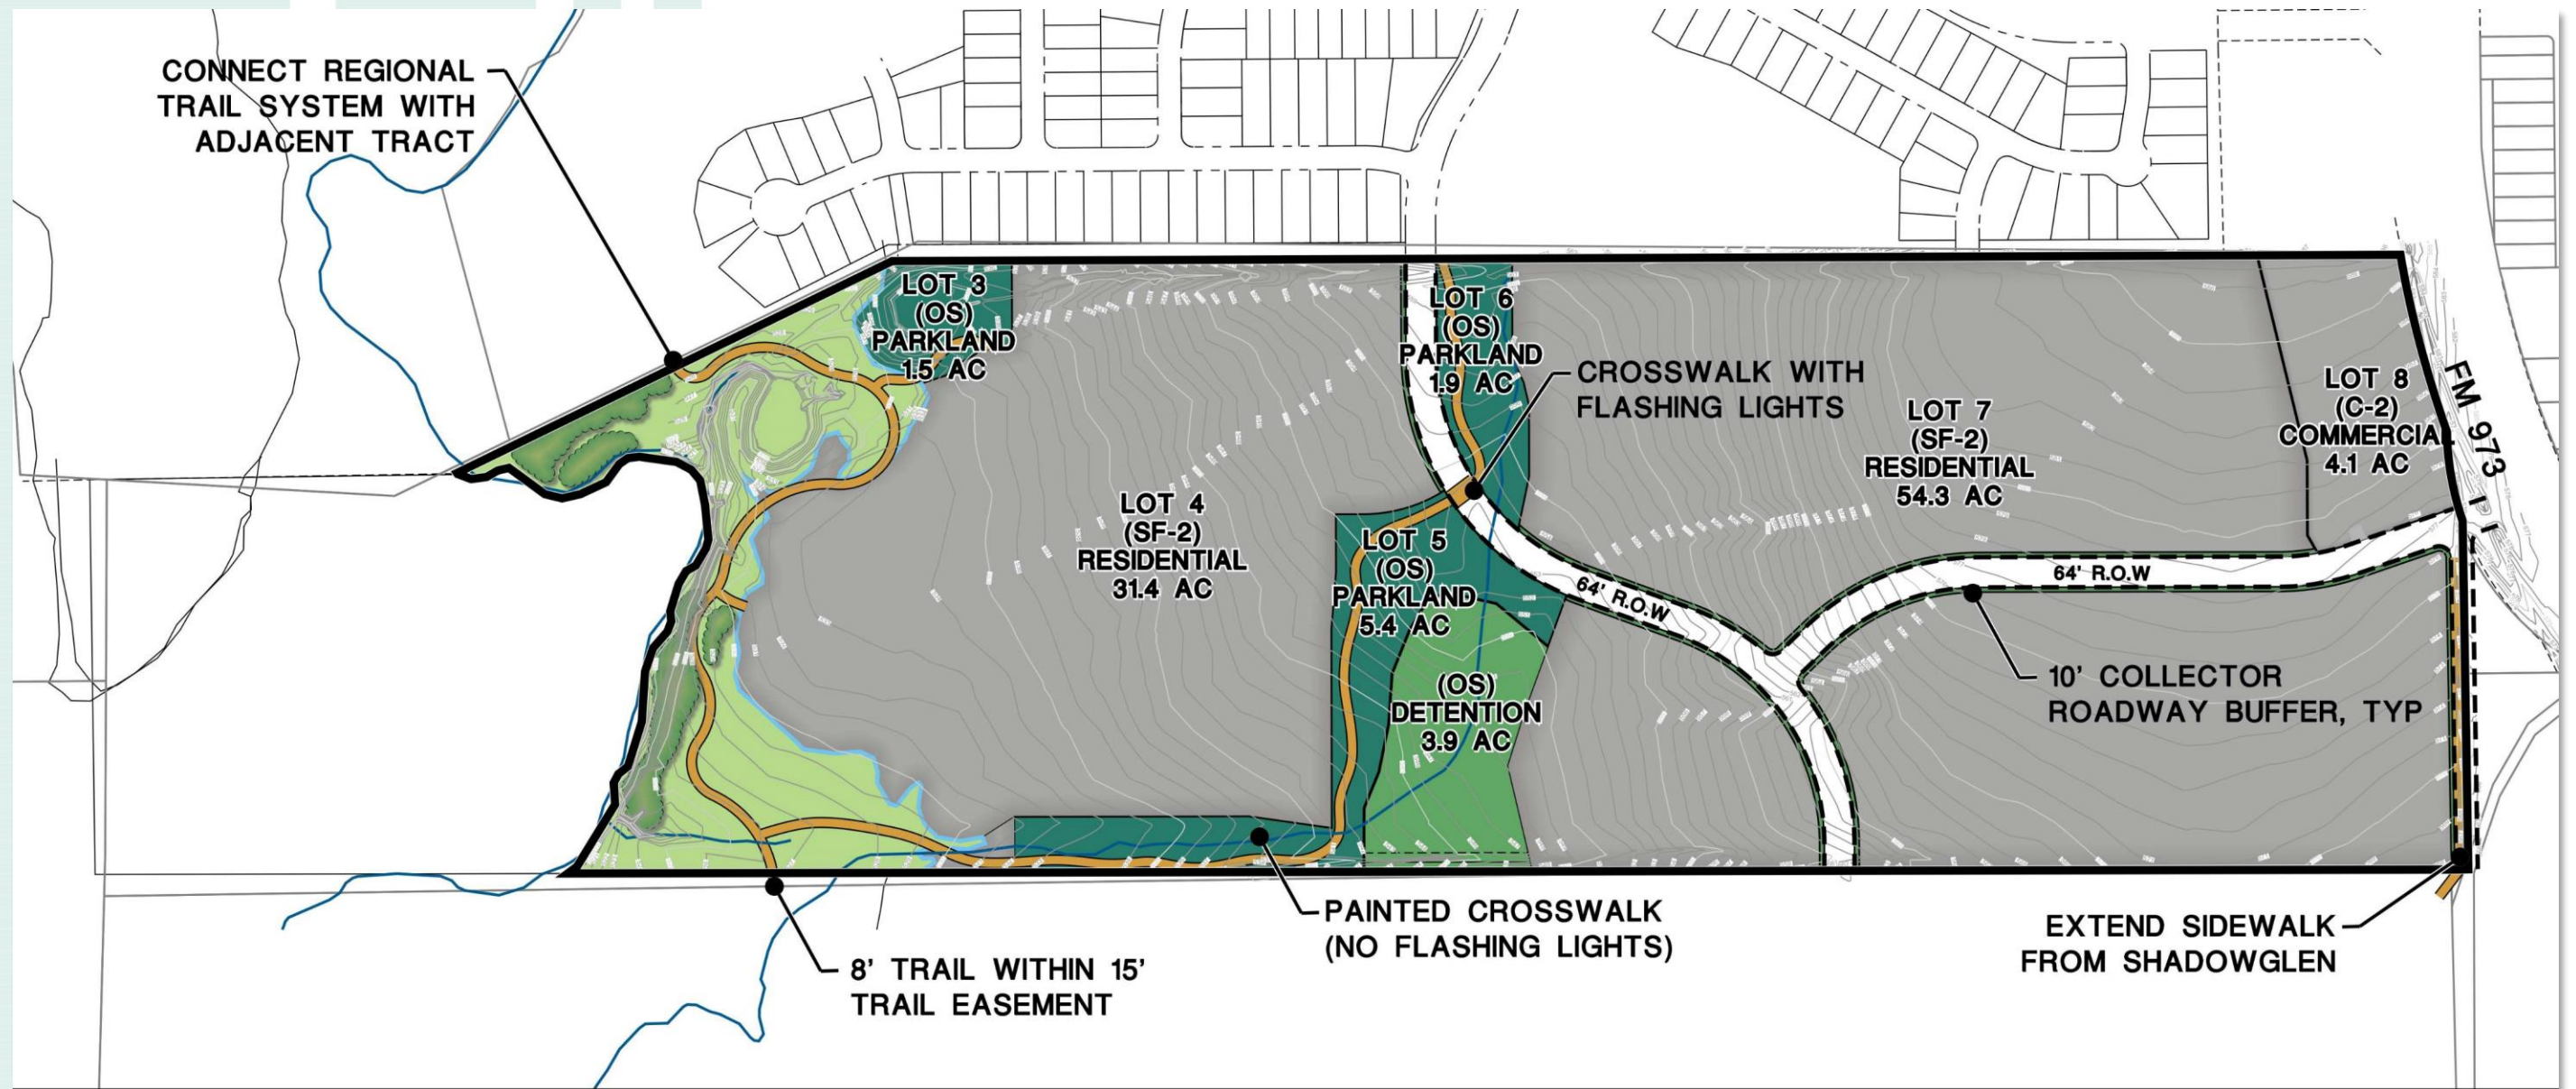 CONNECT REGIONAL
TRAIL SYSTEM WITH
ADJACENT TRACT
LOT 3
(OS)
PARKLAND
1.5 AC
LOT 6
(OS)
PARKLAND
1.9 AC
CROSSWALK WITH
FLASHING LIGHTS
LOT 7
(SF-2)
RESIDENTIAL
54.3 AC
LOT 8
(C-2)
COMMERCIAL
4.1 AC
FM 973
LOT 4
(SF-2)
RESIDENTIAL
31.4 AC
LOT 5
(OS)
PARKLAND
5.4 AC
64' R.O.W
64' R.O.W
(OS)
DETENTION
3.9 AC
10' COLLECTOR
ROADWAY BUFFER, TYP
PAINTED CROSSWALK
(NO FLASHING LIGHTS)
8' TRAIL WITHIN 15'
TRAIL EASEMENT
EXTEND SIDEWALK
FROM SHADOWGLEN